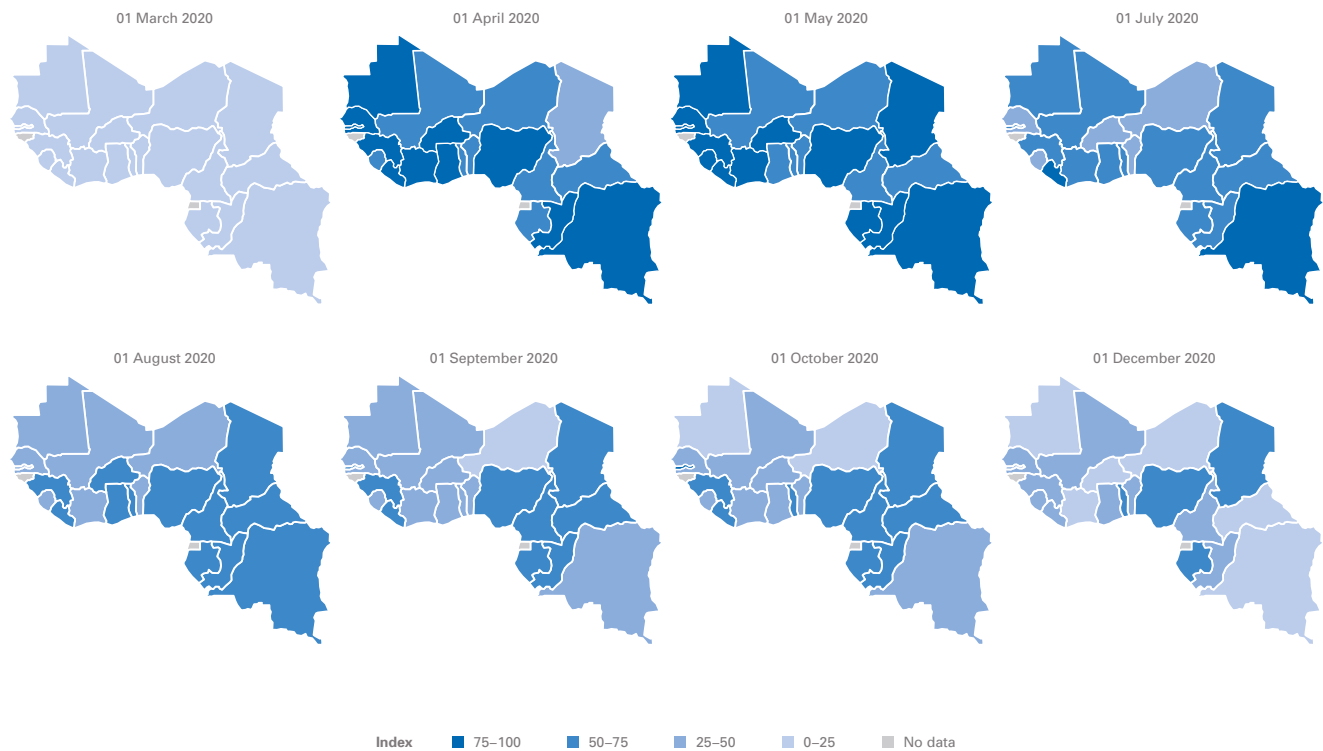 01 March 2020
01 April 2020
01 May 2020
01 July 2020
01 August 2020
01 September 2020
01 October 2020
01 December 2020
Index 75–100 50–75 25–50 0–25 No data